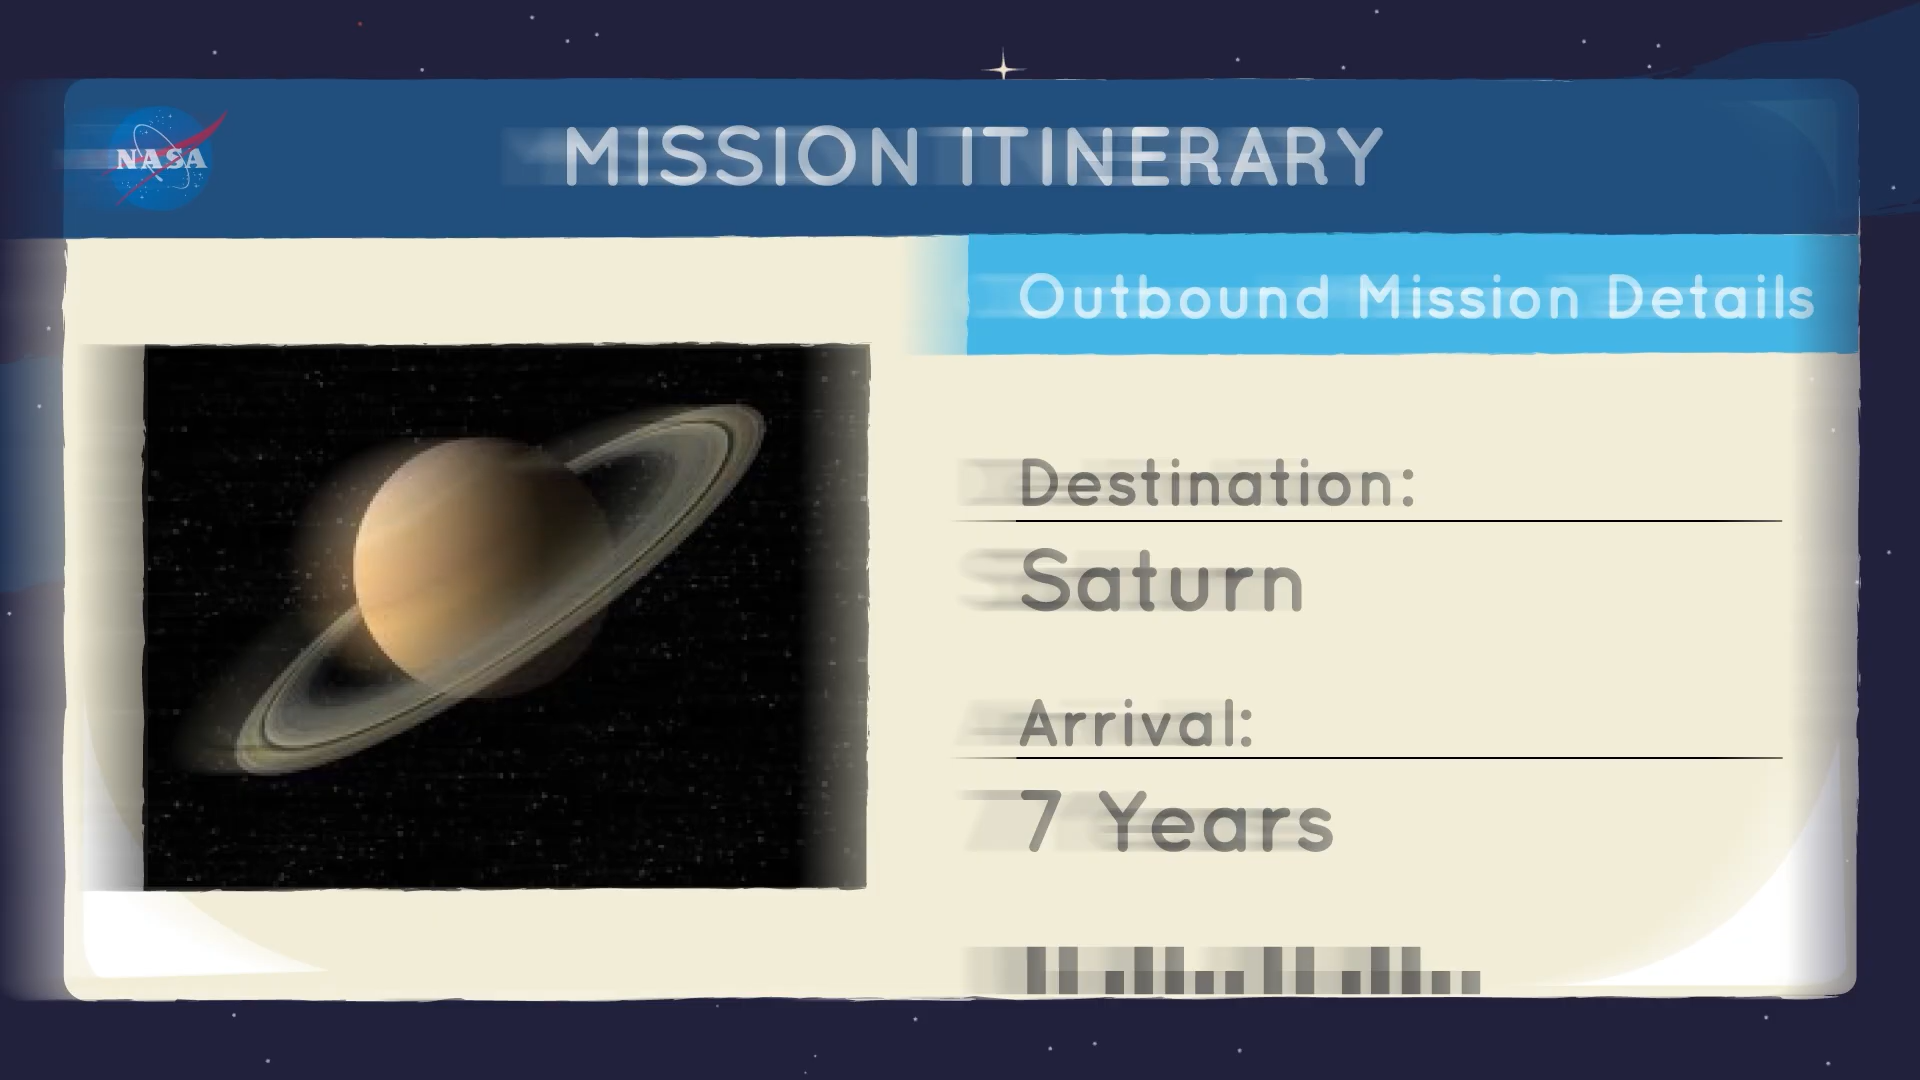 NASA
MISSION ITINERARY
Outbound Mission Details
Destination:
Saturn
Arrival:
7 Years